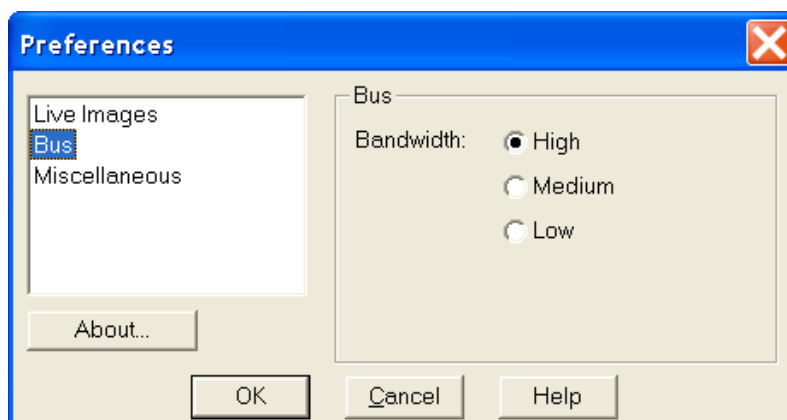 Preferences
Live Images
Bus
Miscellaneous
About...
Bus
Bandwidth: High
Medium
Low
OK Cancel Help